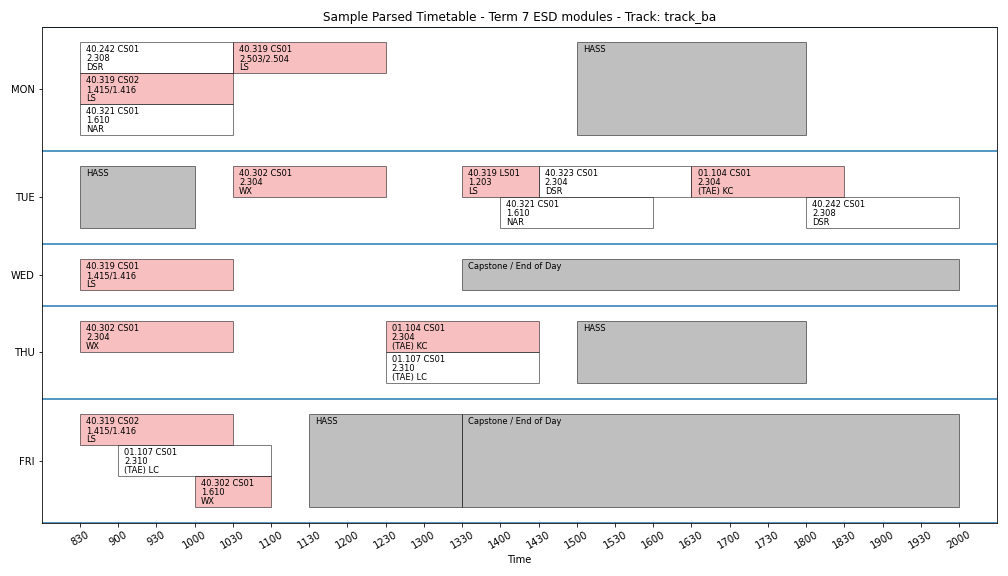 Sample Parsed Timetable - Term 7 ESD modules - Track: track_ba
MON
40.242 CS01
2.308
DSR
40.319 CS01
2.503/2.504
LS
HASS
40.319 CS02
1.415/1.416
LS
40.321 CS01
1.610
NAR
TUE
HASS
40.302 CS01
2.304
WX
40.319 LS01
1.203
LS
40.323 CS01
2.304
DSR
01.104 CS01
2.304
(TAE) KC
40.321 CS01
1.610
NAR
40.242 CS01
2.308
DSR
WED
40.319 CS01
1.415/1.416
LS
Capstone / End of Day
THU
40.302 CS01
2.304
WX
01.104 CS01
2.304
(TAE) KC
HASS
01.107 CS01
2.310
(TAE) LC
FRI
40.319 CS02
1.415/1.416
LS
HASS
Capstone / End of Day
01.107 CS01
2.310
(TAE) LC
40.302 CS01
1.610
WX
830 900 930 1000 1030 1100 1130 1200 1230 1330 1400 1430 1500 1530 1600 1630 1700 1730 1800 1830 1900 1930 2000
Time